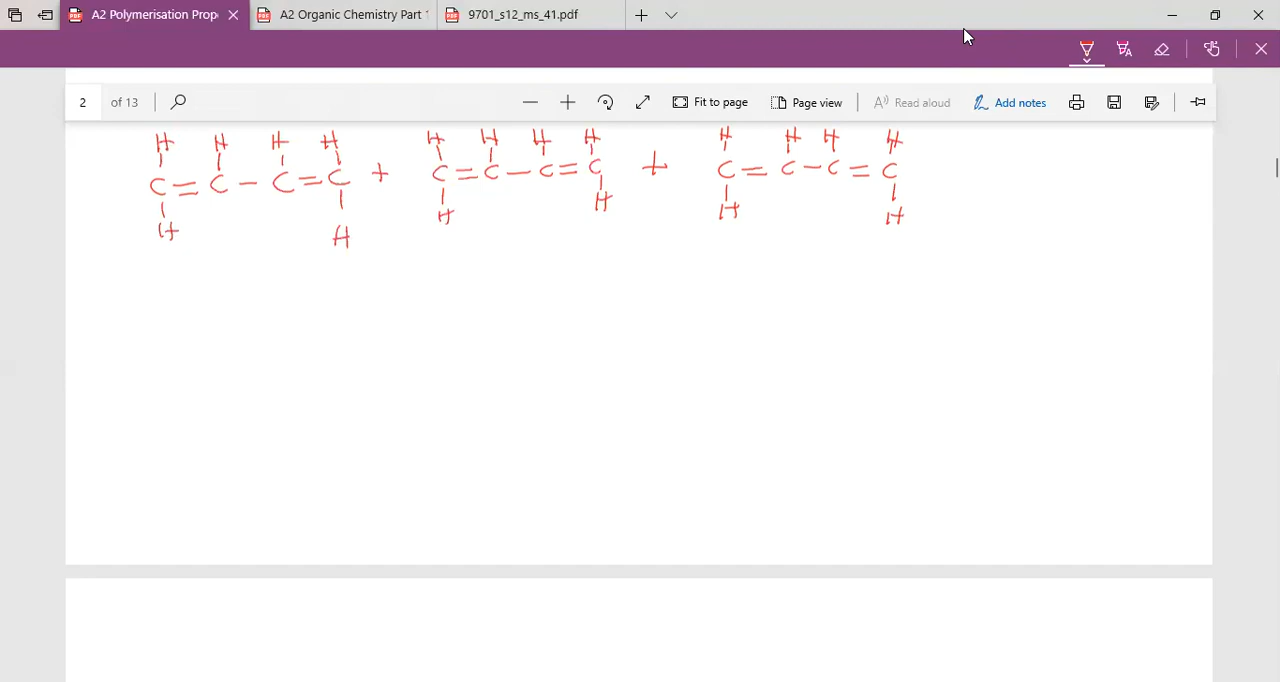 A2 Polymerisation Prop
A2 Organic Chemistry Part 1
9701_s12_ms_41.pdf
2 of 13
Fit to page
Page view
Read aloud
Add notes
H H H H H H H H H H H H
C = C - C = C + C = C - C = C + C = C - C = C
H H H H H H